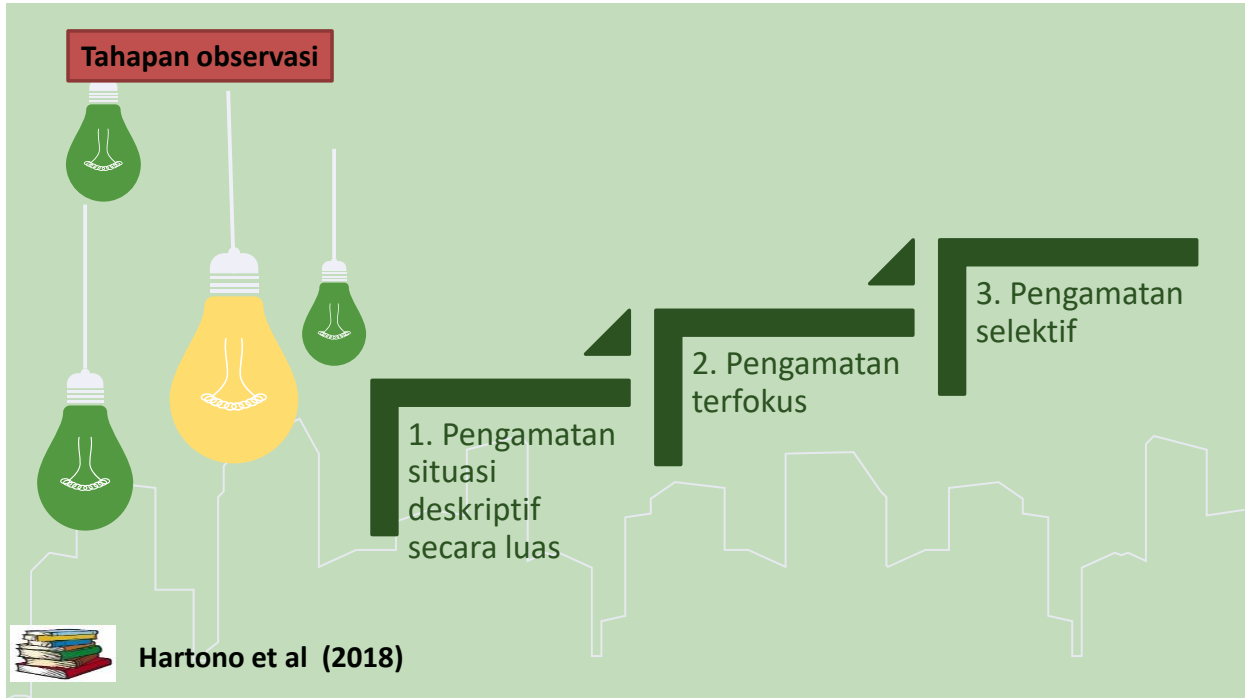 Tahapan observasi
1. Pengamatan
situasi
deskriptif
secara luas
2. Pengamatan
terfokus
3. Pengamatan
selektif
Hartono et al  (2018)